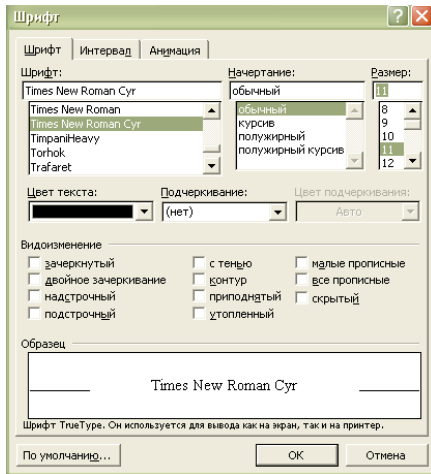 Шрифт
Шрифт Интервал Анимация
Шрифт: Начертание: Размер:
Times New Roman Cyr обычный 11
Times New Roman обычный 8
Times New Roman Cyr курсив 9
TimpaniHeavy полужирный 10
Torhok полужирный курсив 11
Trafaret 12
Цвет текста: Подчеркивание: Цвет подчеркивания:
(нет) Авто
Видоизменение
зачеркнутый с тенью малые прописные
двойное зачеркивание контур все прописные
надстрочный приподнятый скрытый
подстрочный утопленный
Образец
Times New Roman Cyr
Шрифт TrueType. Он используется для вывода как на экран, так и на принтер.
По умолчанию... ОК Отмена